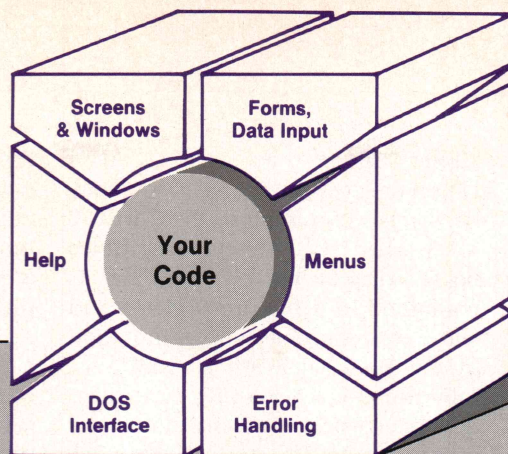 Screens
& Windows
Forms,
Data Input
Help
Your
Code
Menus
DOS
Interface
Error
Handling